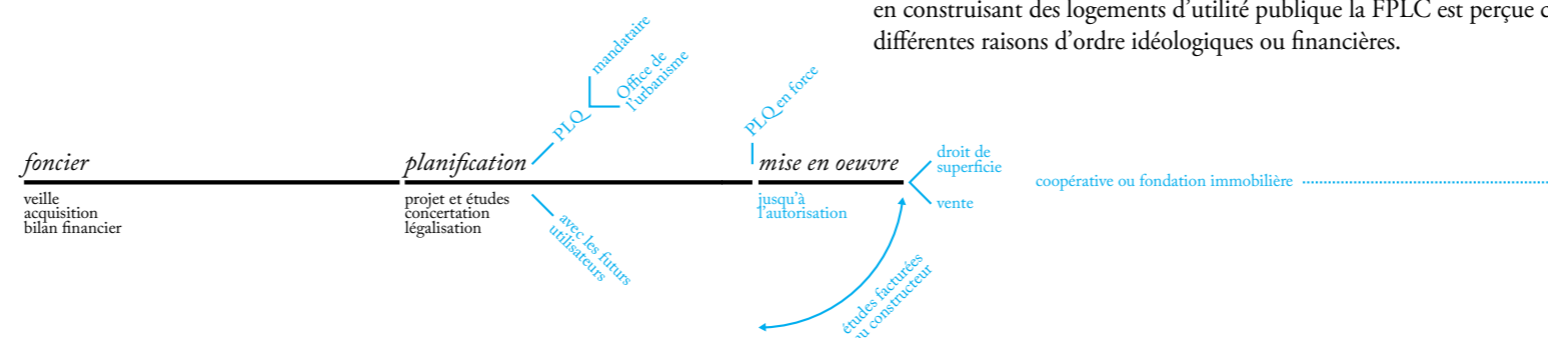 en construisant des logements d'utilité publique la FPLC est perçue c
différentes raisons d'ordre idéologiques ou financières.
mandataire
Office de
l'urbanisme
PLQ
PLQ en force
foncier
planification
mise en oeuvre
droit de
superficie
coopérative ou fondation immobilière
vente
veille
acquisition
bilan financier
projet et études
concertation
légalisation
jusqu'à
l'autorisation
avec les futurs
utilisateurs
études facturées
au constructeur